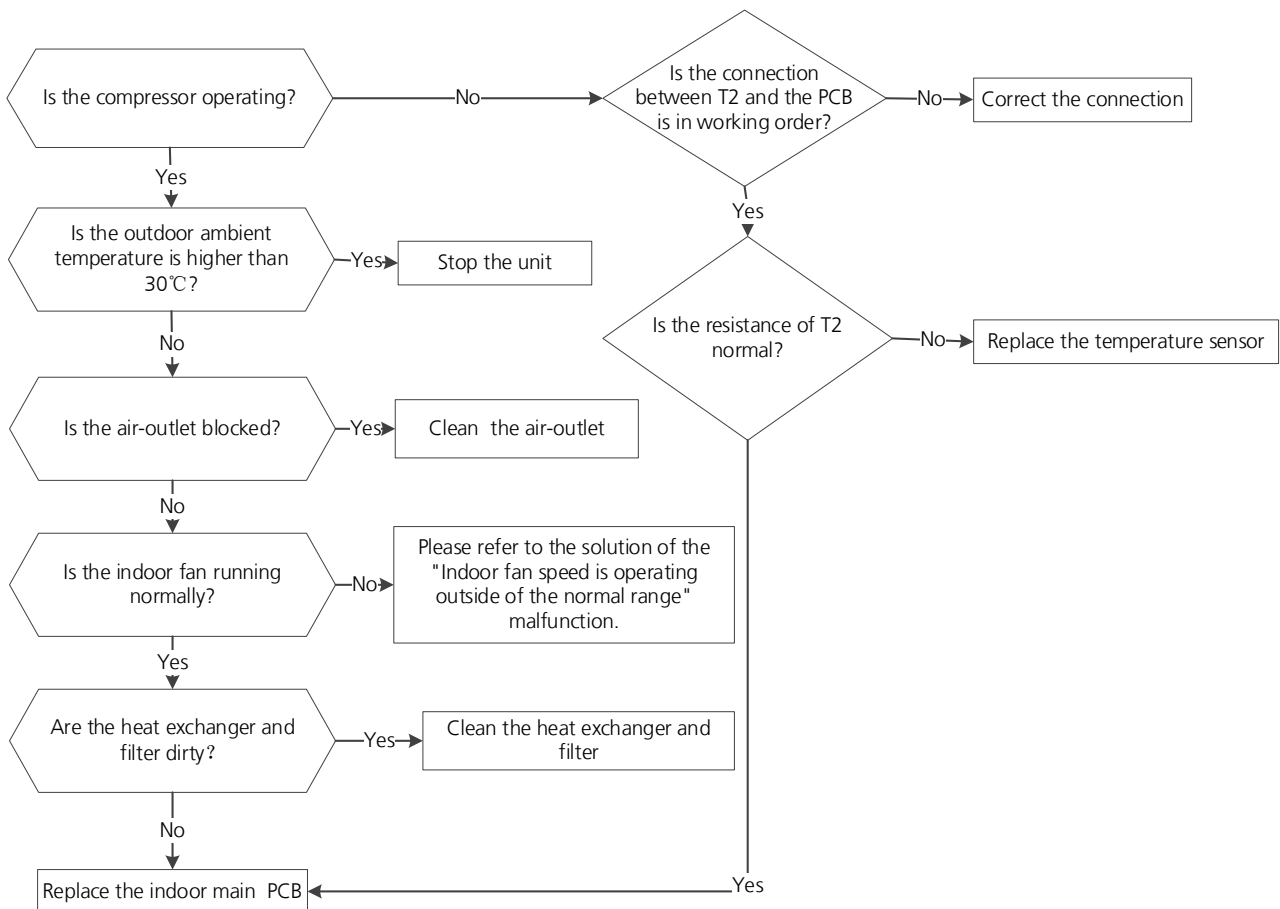 Is the compressor operating?
No
Is the connection
between T2 and the PCB
is in working order?
No
Correct the connection
Yes
Yes
Is the outdoor ambient
temperature is higher than
30℃?
Yes
Stop the unit
No
Is the resistance of T2
normal?
No
Replace the temperature sensor
Is the air-outlet blocked?
Yes
Clean the air-outlet
No
Is the indoor fan running
normally?
No
Please refer to the solution of the
"Indoor fan speed is operating
outside of the normal range"
malfunction.
Yes
Are the heat exchanger and
filter dirty?
Yes
Clean the heat exchanger and
filter
No
Replace the indoor main PCB
Yes